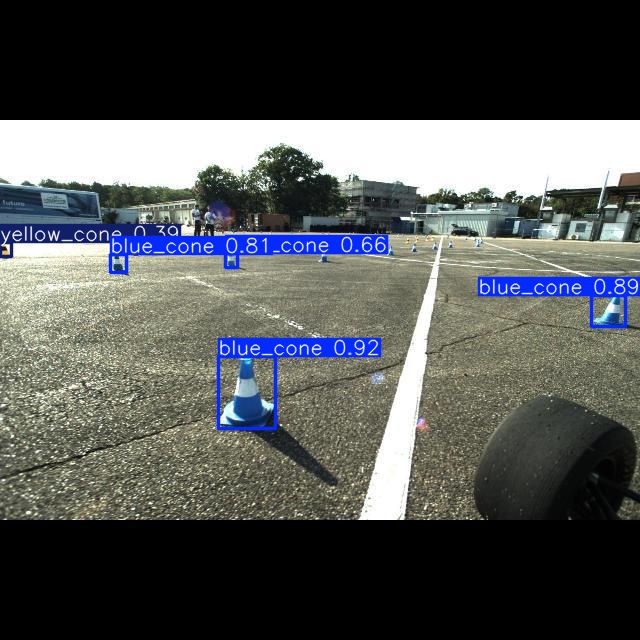 future
yellow_cone 0.39
blue_cone 0.81
_cone 0.66
blue_cone 0.89
blue_cone 0.92